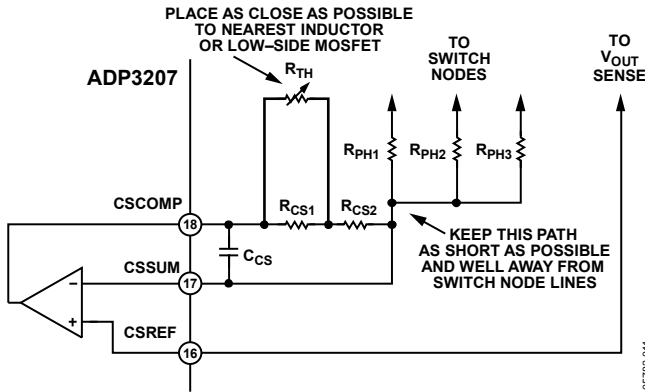 PLACE AS CLOSE AS POSSIBLE
TO NEAREST INDUCTOR
OR LOW–SIDE MOSFET
TO
SWITCH
NODES
TO
VOUT
SENSE
ADP3207
RTH
RPH1
RPH2
RPH3
CSCOMP
18
RCS1
RCS2
KEEP THIS PATH
AS SHORT AS POSSIBLE
AND WELL AWAY FROM
SWITCH NODE LINES
CCS
CSSUM
17
–
+
CSREF
16